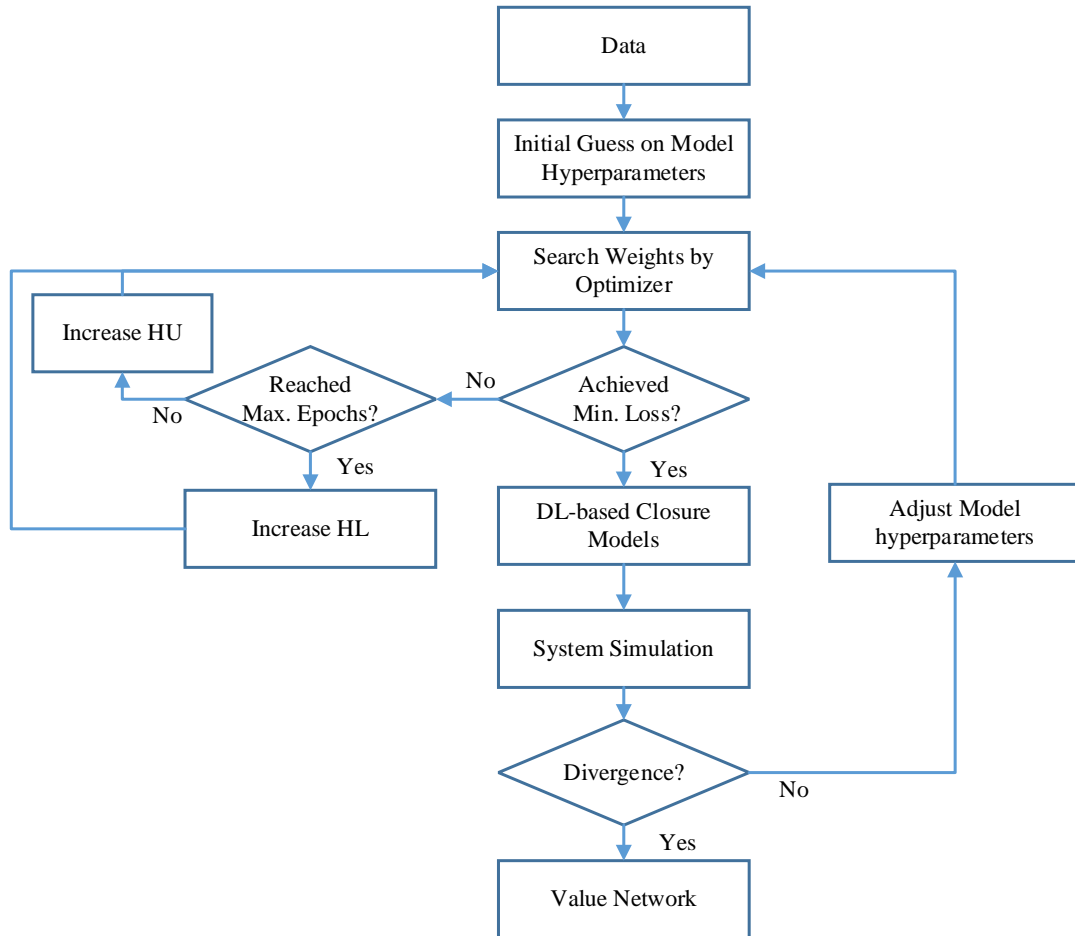 Data
Initial Guess on Model
Hyperparameters
Search Weights by
Optimizer
Increase HU
Reached
Max. Epochs?
No
Achieved
Min. Loss?
No
Yes
Yes
Increase HL
DL-based Closure
Models
Adjust Model
hyperparameters
System Simulation
Divergence?
No
Yes
Value Network